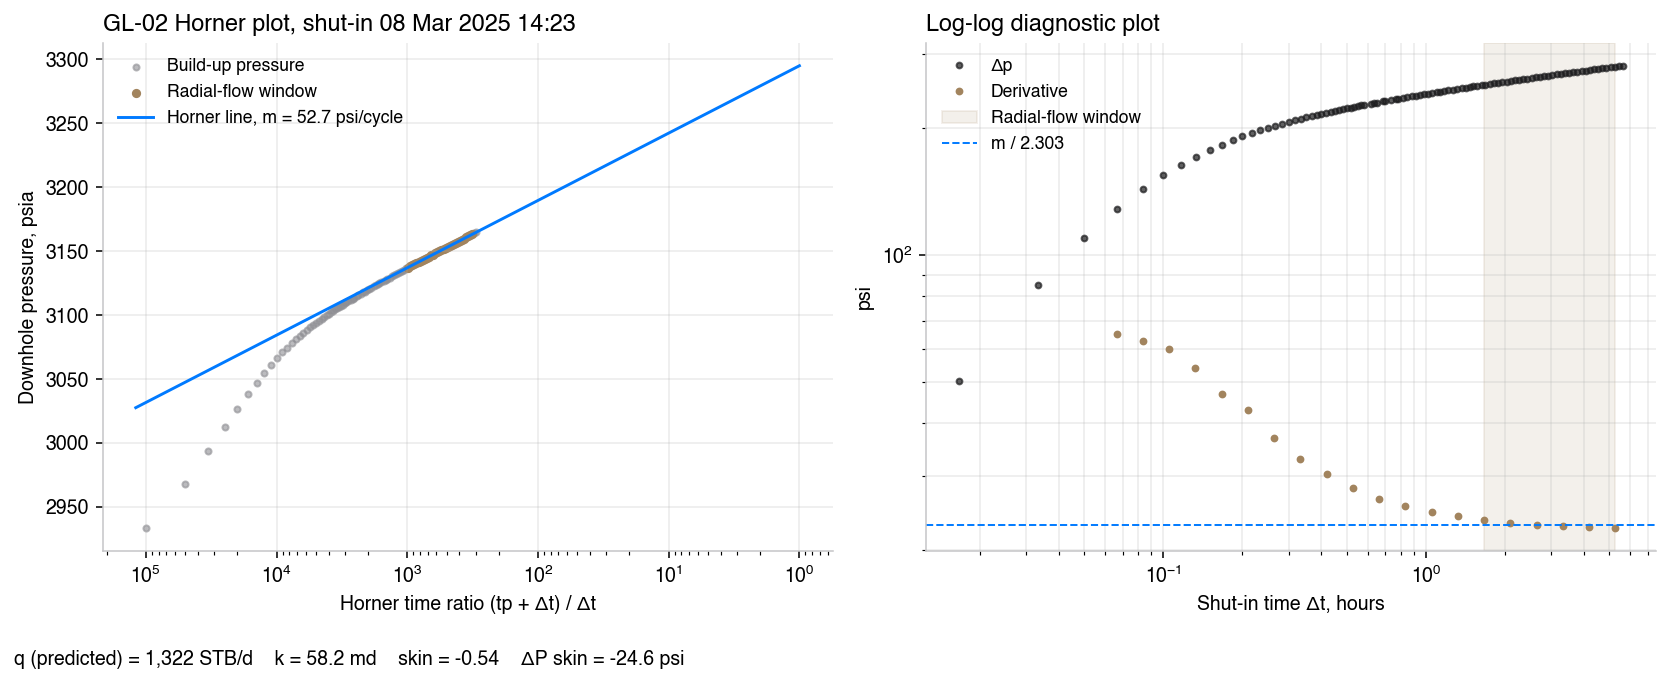 GL-02 Horner plot, shut-in 08 Mar 2025 14:23
Build-up pressure
Radial-flow window
Horner line, m = 52.7 psi/cycle
Downhole pressure, psia
3300
3250
3200
3150
3100
3050
3000
2950
10⁵
10⁴
10³
10²
10¹
10⁰
Horner time ratio (tp + Δt) / Δt
Log-log diagnostic plot
Δp
Derivative
Radial-flow window
m / 2.303
psi
10²
10⁻¹
10⁰
Shut-in time Δt, hours
q (predicted) = 1,322 STB/d    k = 58.2 md    skin = -0.54    ΔP skin = -24.6 psi